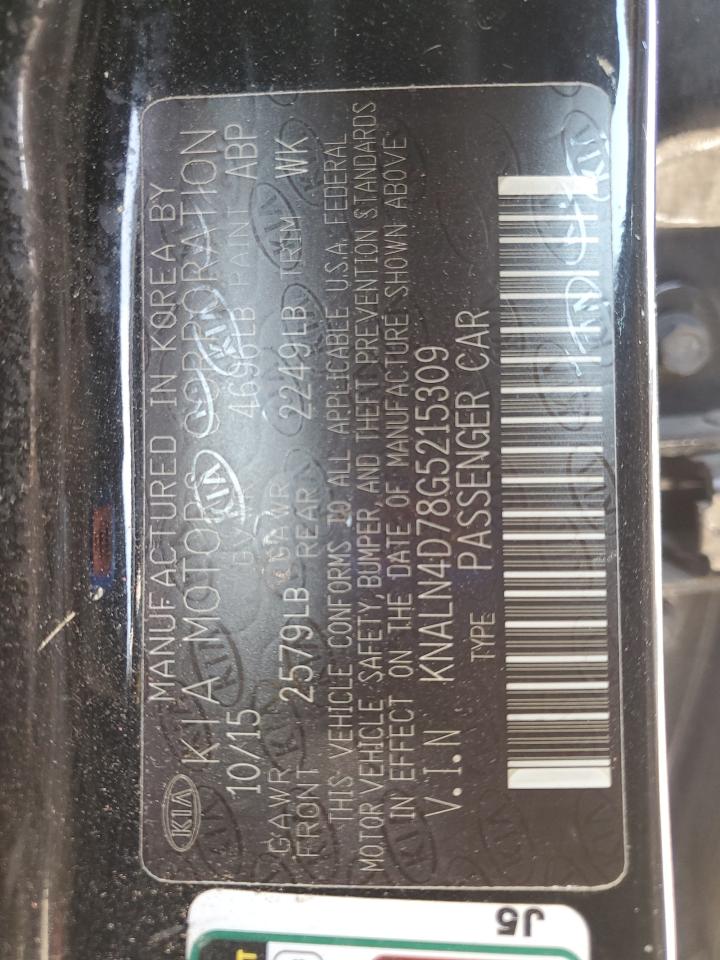 KIA
MANUFACTURED IN KOREA BY
KIA MOTORS CORPORATION
10/15 GVWR 4696LB PAINT ABP
GAWR FRONT 2579LB GAWR REAR 2249LB TRIM WK
THIS VEHICLE CONFORMS TO ALL APPLICABLE U.S.A. FEDERAL
MOTOR VEHICLE SAFETY, BUMPER, AND THEFT PREVENTION STANDARDS
IN EFFECT ON THE DATE OF MANUFACTURE SHOWN ABOVE
V.I.N KNALN4D78G5215309
TYPE PASSENGER CAR
J5